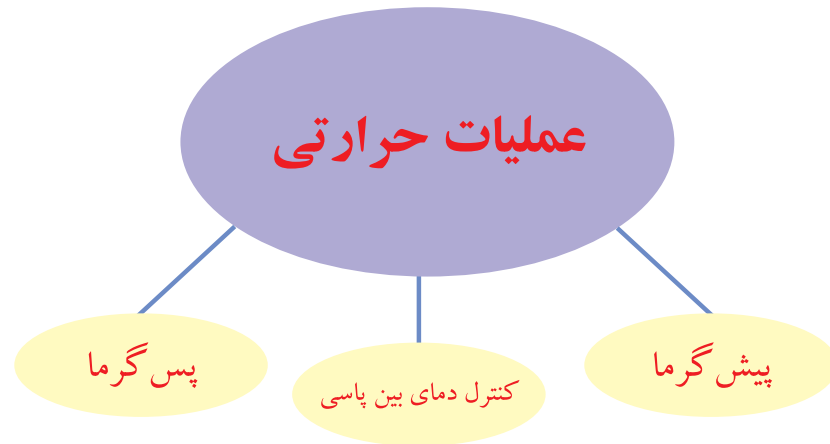 عملیات حرارتی
پیش گرما
کنترل دمای بین پاسی
پس گرما